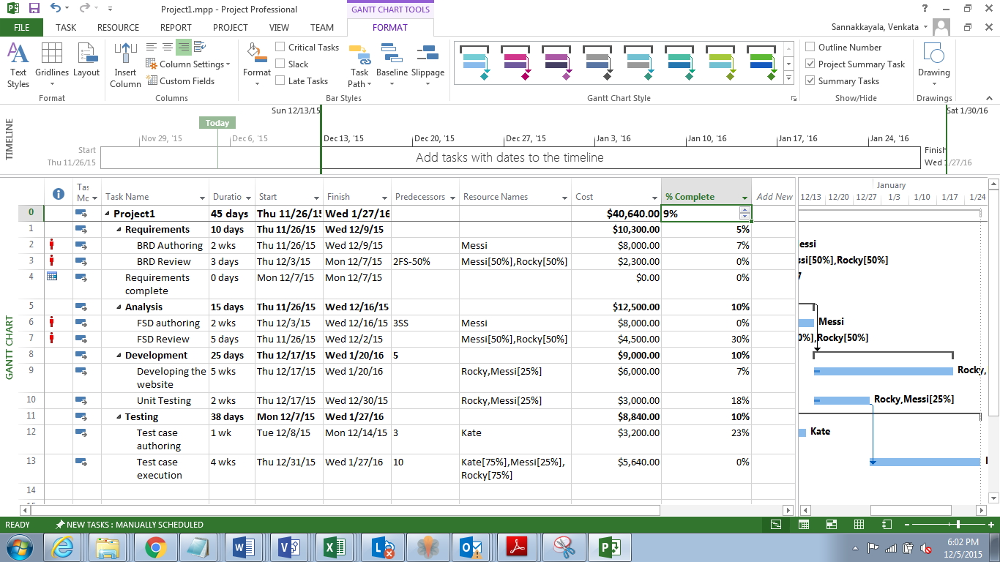 Project1.mpp - Project Professional
GANTT CHART TOOLS
FILE TASK RESOURCE REPORT PROJECT VIEW TEAM FORMAT
Sannakkayala, Venkata
Text Styles
Gridlines
Layout
Format
Insert Column
Column Settings
Custom Fields
Columns
Format
Critical Tasks
Slack
Late Tasks
Task Path
Baseline
Slippage
Bar Styles
Gantt Chart Style
Outline Number
Project Summary Task
Summary Tasks
Show/Hide
Drawing
Drawings
TIMELINE
Sun 12/13/15
Sat 1/30/16
Today
Nov 29, '15 Dec 6, '15 Dec 13, '15 Dec 20, '15 Dec 27, '15 Jan 3, '16 Jan 10, '16 Jan 17, '16 Jan 24, '16
Start
Thu 11/26/15
Add tasks with dates to the timeline
Finish
Wed 1/27/16
GANTT CHART
Task Name Duratio Start Finish Predecessors Resource Names Cost % Complete Add New
January
12/13 12/20 12/27 1/3 1/10 1/17 1/24
0 Project1 45 days Thu 11/26/15 Wed 1/27/16 $40,640.00 9%
1 Requirements 10 days Thu 11/26/15 Wed 12/9/15 $10,300.00 5%
2 BRD Authoring 2 wks Thu 11/26/15 Wed 12/9/15 Messi $8,000.00 7%
3 BRD Review 3 days Thu 12/3/15 Mon 12/7/15 2FS-50% Messi[50%],Rocky[50%] $2,300.00 0%
4 Requirements 0 days Mon 12/7/15 Mon 12/7/15 $0.00 0%
complete
5 Analysis 15 days Thu 11/26/15 Wed 12/16/15 $12,500.00 10%
6 FSD authoring 2 wks Thu 12/3/15 Wed 12/16/15 3SS Messi $8,000.00 0% Messi
7 FSD Review 5 days Thu 11/26/15 Wed 12/2/15 Messi[50%],Rocky[50%] $4,500.00 30%
8 Development 25 days Thu 12/17/15 Wed 1/20/16 5 $9,000.00 10%
9 Developing the 5 wks Thu 12/17/15 Wed 1/20/16 Rocky,Messi[25%] $6,000.00 7% Rocky,
website
10 Unit Testing 2 wks Thu 12/17/15 Wed 12/30/15 Rocky,Messi[25%] $3,000.00 18% Rocky,Messi[25%]
11 Testing 38 days Mon 12/7/15 Wed 1/27/16 $8,840.00 10%
12 Test case 1 wk Tue 12/8/15 Mon 12/14/15 3 Kate $3,200.00 23% Kate
authoring
13 Test case 4 wks Thu 12/31/15 Wed 1/27/16 10 Kate[75%],Messi[25%], $5,640.00 0%
execution Rocky[75%]
14
READY NEW TASKS : MANUALLY SCHEDULED
6:02 PM
12/5/2015